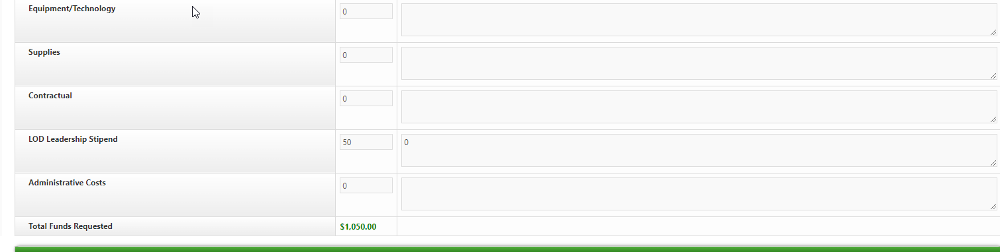 Equipment/Technology 0
Supplies 0
Contractual 0
LOD Leadership Stipend 50 0
Administrative Costs 0
Total Funds Requested $1,050.00